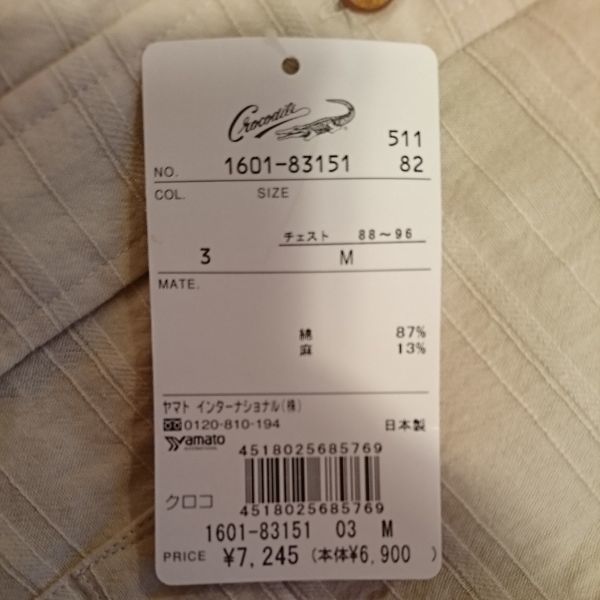 Crocodile
511
NO. 1601-83151 82
COL. SIZE
チェスト 88～96
3 M
MATE.
綿 87%
麻 13%
ヤマト インターナショナル(株)
0120-810-194 日本製
Yamato
4518025685769
クロコ
4518025685769
1601-83151 03 M
PRICE ¥7,245 (本体¥6,900 )